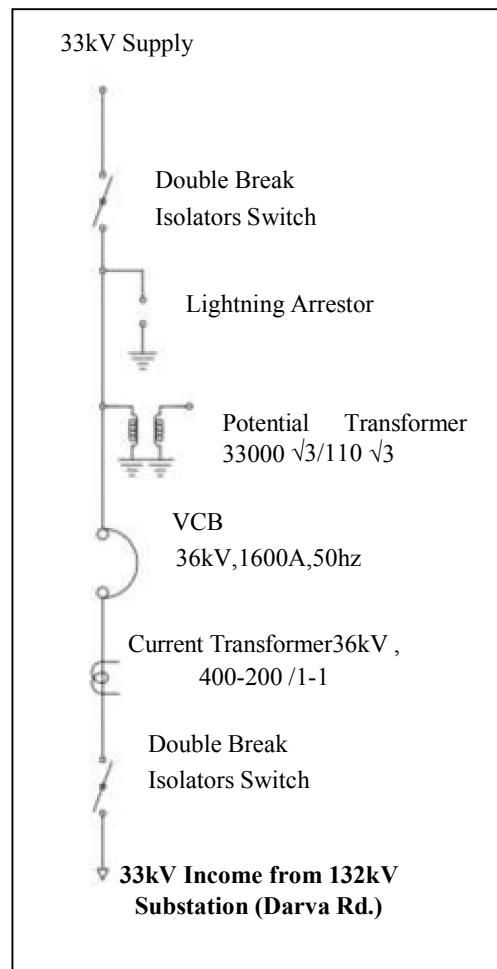 33kV Supply
Double Break
Isolators Switch
Lightning Arrestor
Potential Transformer
33000 √3/110 √3
VCB
36kV,1600A,50hz
Current Transformer36kV ,
400-200 /1-1
Double Break
Isolators Switch
33kV Income from 132kV
Substation (Darva Rd.)